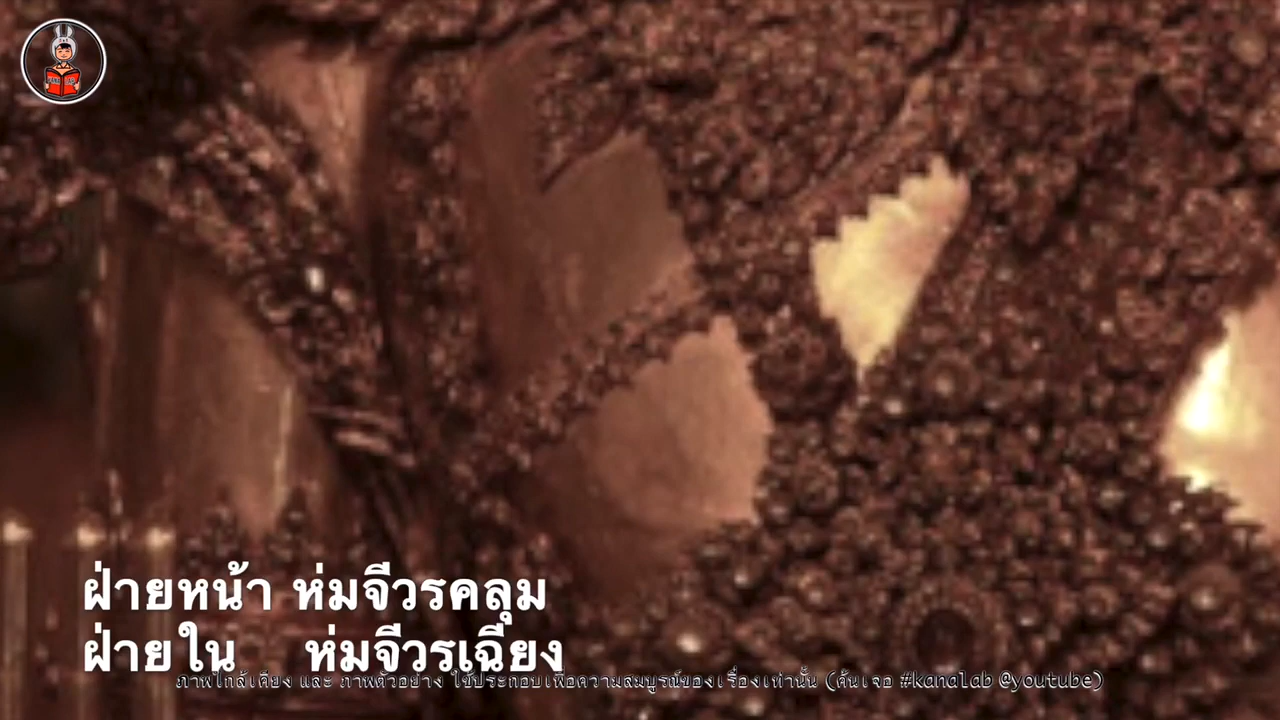 ฝ่ายหน้า ห่มจีวรคลุม
ฝ่ายใน ห่มจีวรเฉียง
ภาพใกล้เคียง และ ภาพตัวอย่าง ใช้ประกอบเพื่อความสมบูรณ์ของเรื่องเท่านั้น (ค้นเจอ #kanalab @youtube)